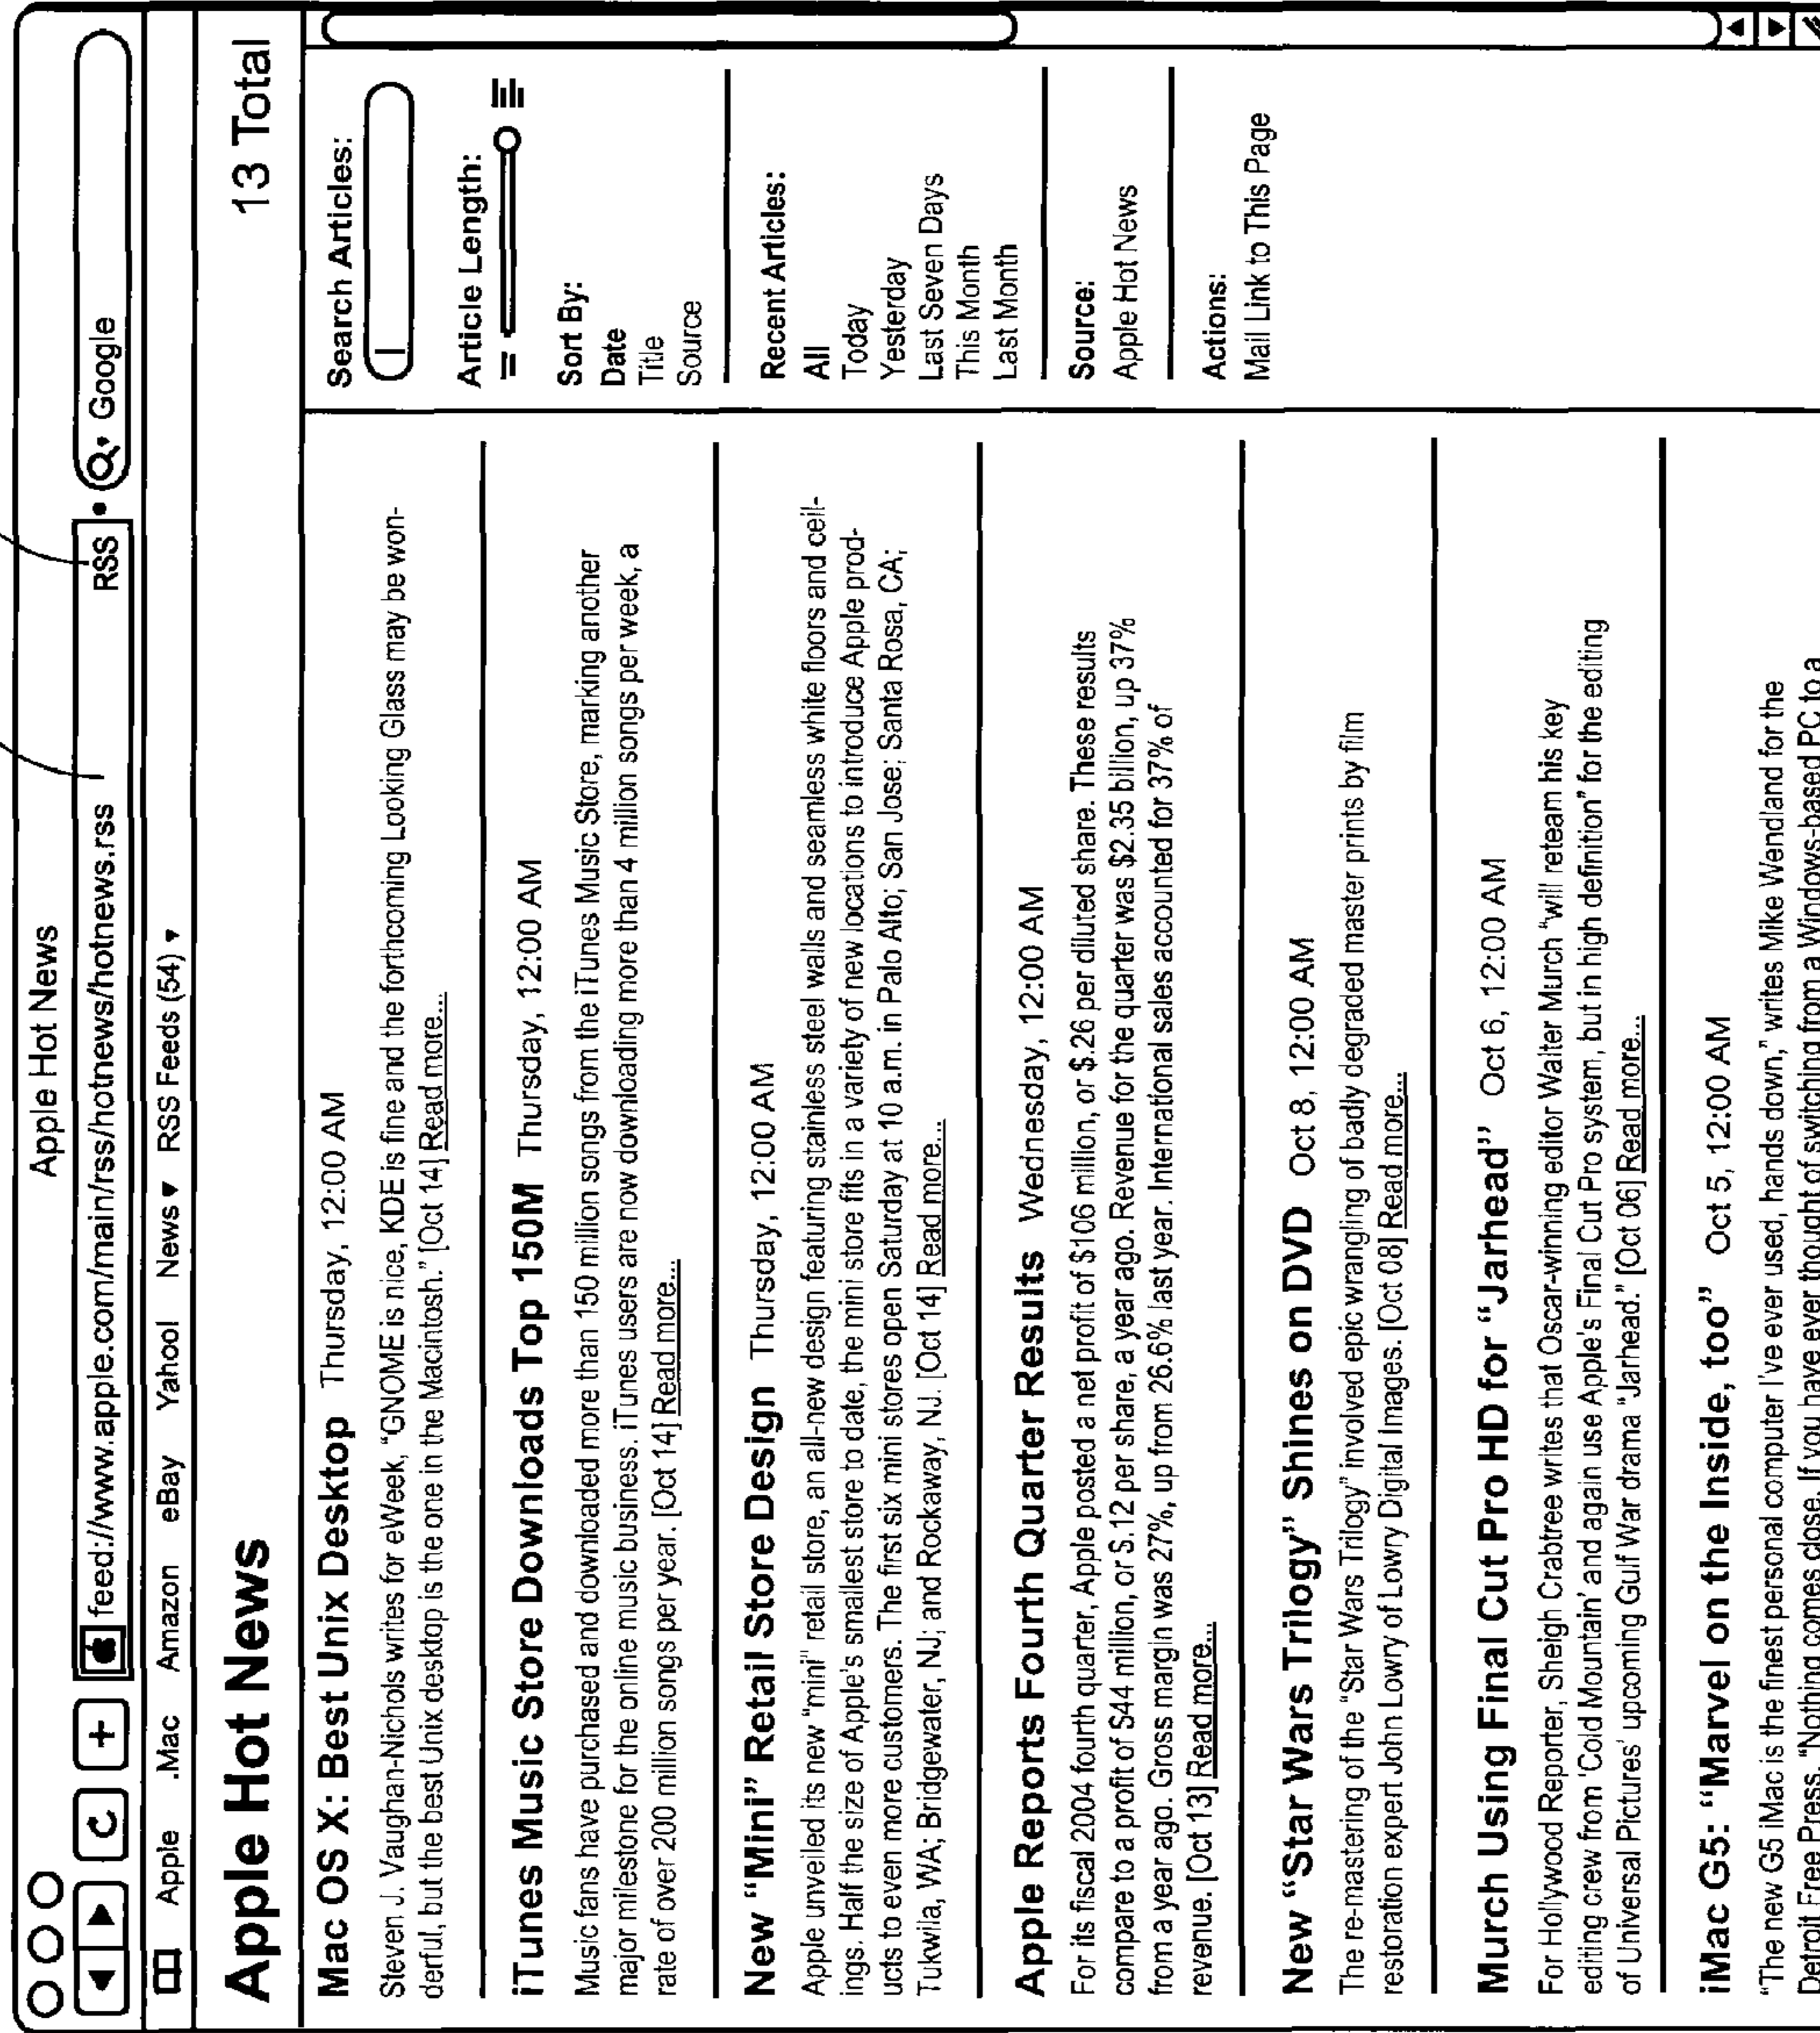 Apple Hot News
feed://www.apple.com/main/rss/hotnews/hotnews.rss RSS Google
Apple .Mac Amazon eBay Yahoo! News RSS Feeds (54)
Apple Hot News 13 Total
Mac OS X: Best Unix Desktop Thursday, 12:00 AM
Steven J. Vaughan-Nichols writes for eWeek, “GNOME is nice, KDE is fine and the forthcoming Looking Glass may be won-
derful, but the best Unix desktop is the one in the Macintosh.” [Oct 14] Read more...
iTunes Music Store Downloads Top 150M Thursday, 12:00 AM
Music fans have purchased and downloaded more than 150 million songs from the iTunes Music Store, marking another
major milestone for the online music business. iTunes users are now downloading more than 4 million songs per week, a
rate of over 200 million songs per year. [Oct 14] Read more...
New “Mini” Retail Store Design Thursday, 12:00 AM
Apple unveiled its new “mini” retail store, an all-new design featuring stainless steel walls and seamless white floors and ceil-
ings. Half the size of Apple's smallest store to date, the mini store fits in a variety of new locations to introduce Apple prod-
ucts to even more customers. The first six mini stores open Saturday at 10 a.m. in Palo Alto; San Jose; Santa Rosa, CA;
Tukwila, WA; Bridgewater, NJ; and Rockaway, NJ. [Oct 14] Read more...
Apple Reports Fourth Quarter Results Wednesday, 12:00 AM
For its fiscal 2004 fourth quarter, Apple posted a net profit of $106 million, or $.26 per diluted share. These results
compare to a profit of $44 million, or $.12 per share, a year ago. Revenue for the quarter was $2.35 billion, up 37%
from a year ago. Gross margin was 27%, up from 26.6% last year. International sales accounted for 37% of
revenue. [Oct 13] Read more...
New “Star Wars Trilogy” Shines on DVD Oct 8, 12:00 AM
The re-mastering of the “Star Wars Trilogy” involved epic wrangling of badly degraded master prints by film
restoration expert John Lowry of Lowry Digital Images. [Oct 08] Read more...
Murch Using Final Cut Pro HD for “Jarhead” Oct 6, 12:00 AM
For Hollywood Reporter, Sheigh Crabtree writes that Oscar-winning editor Walter Murch “will reteam his key
editing crew from ‘Cold Mountain’ and again use Apple's Final Cut Pro system, but in high definition” for the editing
of Universal Pictures’ upcoming Gulf War drama “Jarhead.” [Oct 06] Read more...
iMac G5: “Marvel on the Inside, too” Oct 5, 12:00 AM
“The new G5 iMac is the finest personal computer I've ever used, hands down,” writes Mike Wendland for the
Detroit Free Press. “Nothing comes close. If you have ever thought of switching from a Windows-based PC to a
Search Articles:
Article Length:
Sort By:
Date
Title
Source
Recent Articles:
All
Today
Yesterday
Last Seven Days
This Month
Last Month
Source:
Apple Hot News
Actions:
Mail Link to This Page